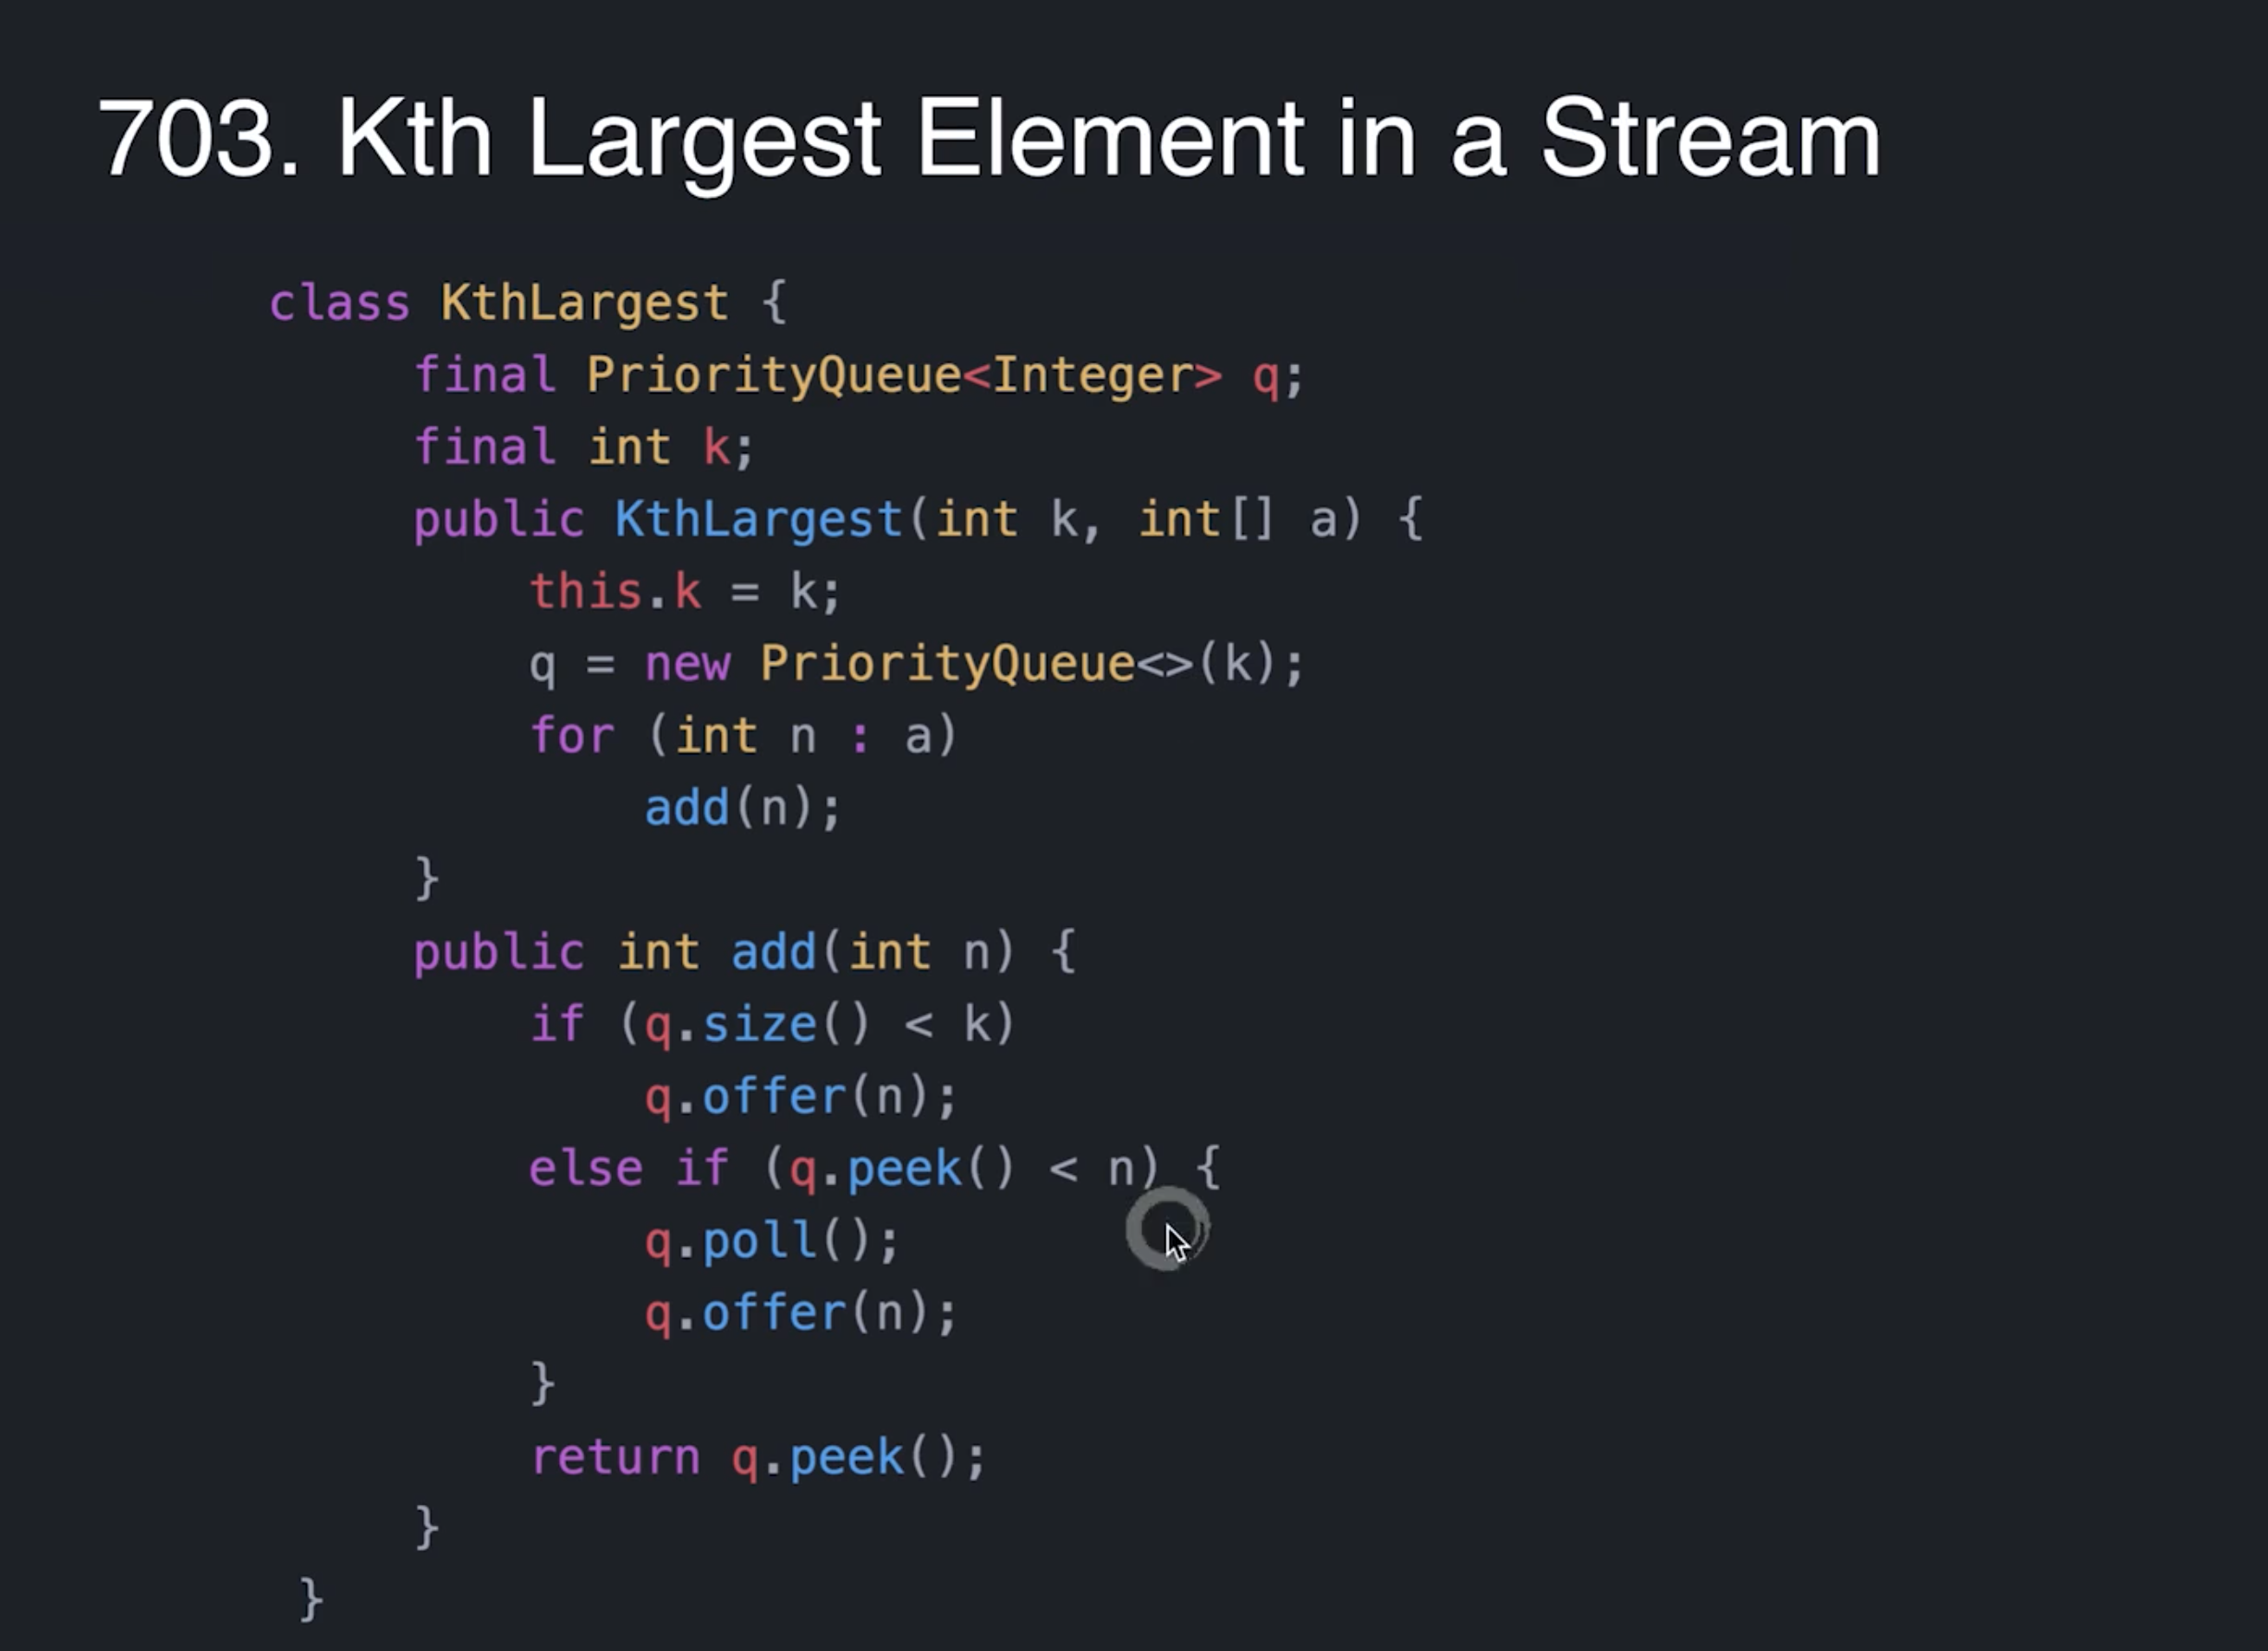 703. Kth Largest Element in a Stream
class KthLargest {
final PriorityQueue<Integer> q;
final int k;
public KthLargest(int k, int[] a) {
this.k = k;
q = new PriorityQueue<>(k);
for (int n : a)
add(n);
}
public int add(int n) {
if (q.size() < k)
q.offer(n);
else if (q.peek() < n) {
q.poll();
q.offer(n);
}
return q.peek();
}
}